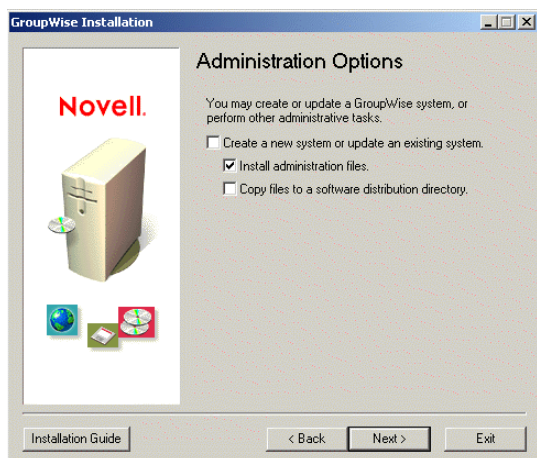 GroupWise Installation
Novell.
Administration Options
You may create or update a GroupWise system, or
perform other administrative tasks.
Create a new system or update an existing system.
Install administration files.
Copy files to a software distribution directory.
Installation Guide
< Back
Next >
Exit